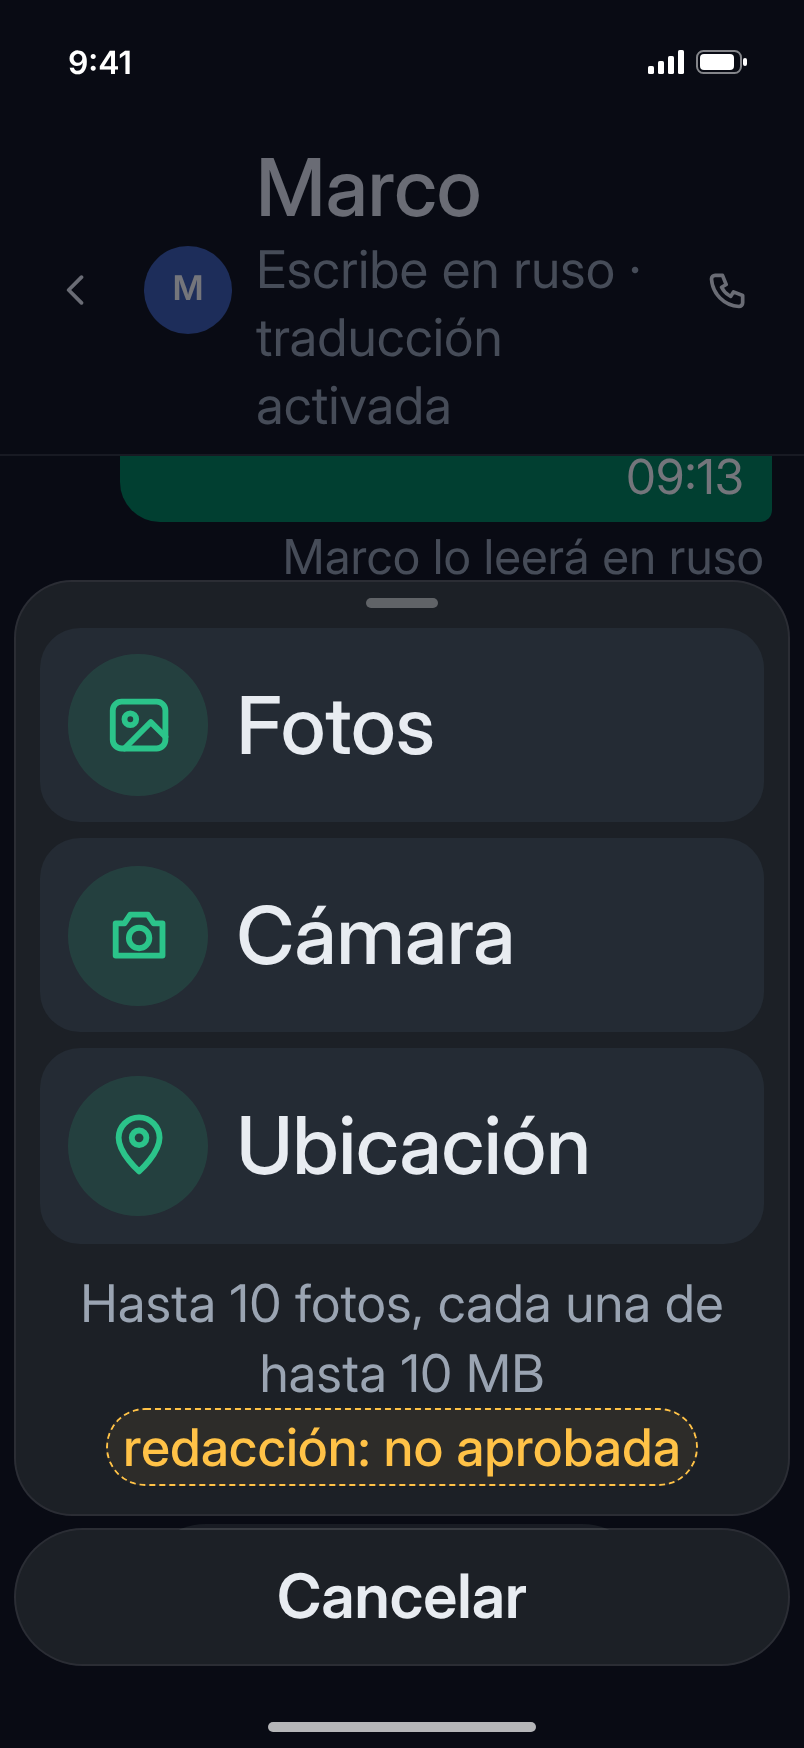 9:41
Marco
M
Escribe en ruso ·
traducción
activada
09:13
Marco lo leerá en ruso
Fotos
Cámara
Ubicación
Hasta 10 fotos, cada una de
hasta 10 MB
redacción: no aprobada
Cancelar